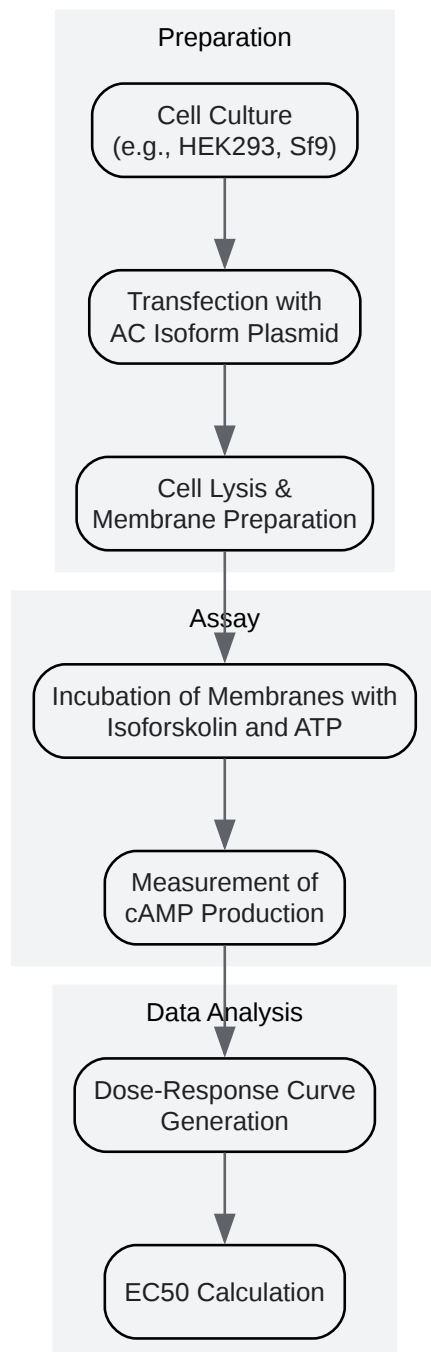 Preparation
Cell Culture
(e.g., HEK293, Sf9)
Transfection with
AC Isoform Plasmid
Cell Lysis &
Membrane Preparation
Assay
Incubation of Membranes with
Isoforskolin and ATP
Measurement of
cAMP Production
Data Analysis
Dose-Response Curve
Generation
EC50 Calculation